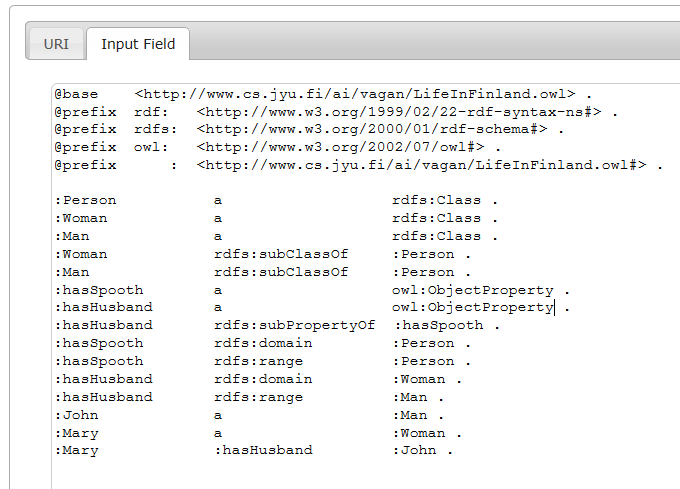 URI
Input Field
@base <http://www.cs.jyu.fi/ai/vagan/LifeInFinland.owl> .
@prefix rdf: <http://www.w3.org/1999/02/22-rdf-syntax-ns#> .
@prefix rdfs: <http://www.w3.org/2000/01/rdf-schema#> .
@prefix owl: <http://www.w3.org/2002/07/owl#> .
@prefix : <http://www.cs.jyu.fi/ai/vagan/LifeInFinland.owl#> .
:Person a rdfs:Class .
:Woman a rdfs:Class .
:Man a rdfs:Class .
:Woman rdfs:subClassOf :Person .
:Man rdfs:subClassOf :Person .
:hasSpooth a owl:ObjectProperty .
:hasHusband a owl:ObjectProperty .
:hasHusband rdfs:subPropertyOf :hasSpooth .
:hasSpooth rdfs:domain :Person .
:hasSpooth rdfs:range :Person .
:hasHusband rdfs:domain :Woman .
:hasHusband rdfs:range :Man .
:John a :Man .
:Mary a :Woman .
:Mary :hasHusband :John .